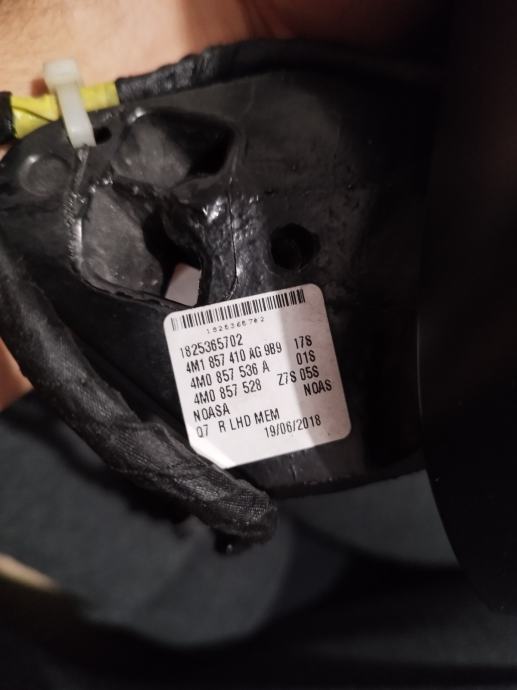 1825365702
1825365702
4M1 857 410 AG 9B9 17S
4M0 857 536 A 01S
4M0 857 528 Z7S 05S
NOASA NOAS
Q7 R LHD MEM
19/06/2018